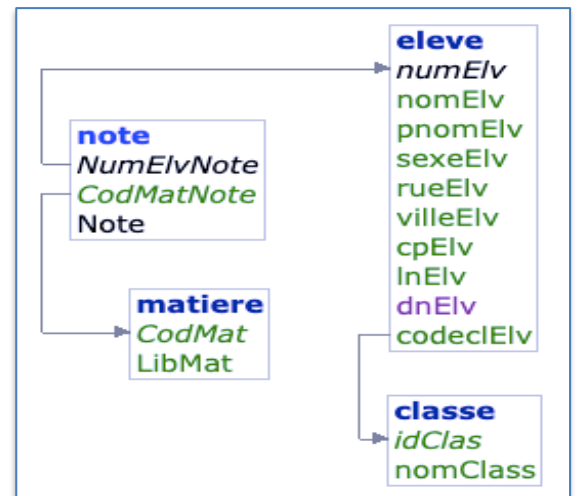 eleve
numElv
nomElv
pnomElv
sexeElv
rueElv
villeElv
cpElv
lnElv
dnElv
codeclElv
note
NumElvNote
CodMatNote
Note
matiere
CodMat
LibMat
classe
idClas
nomClass